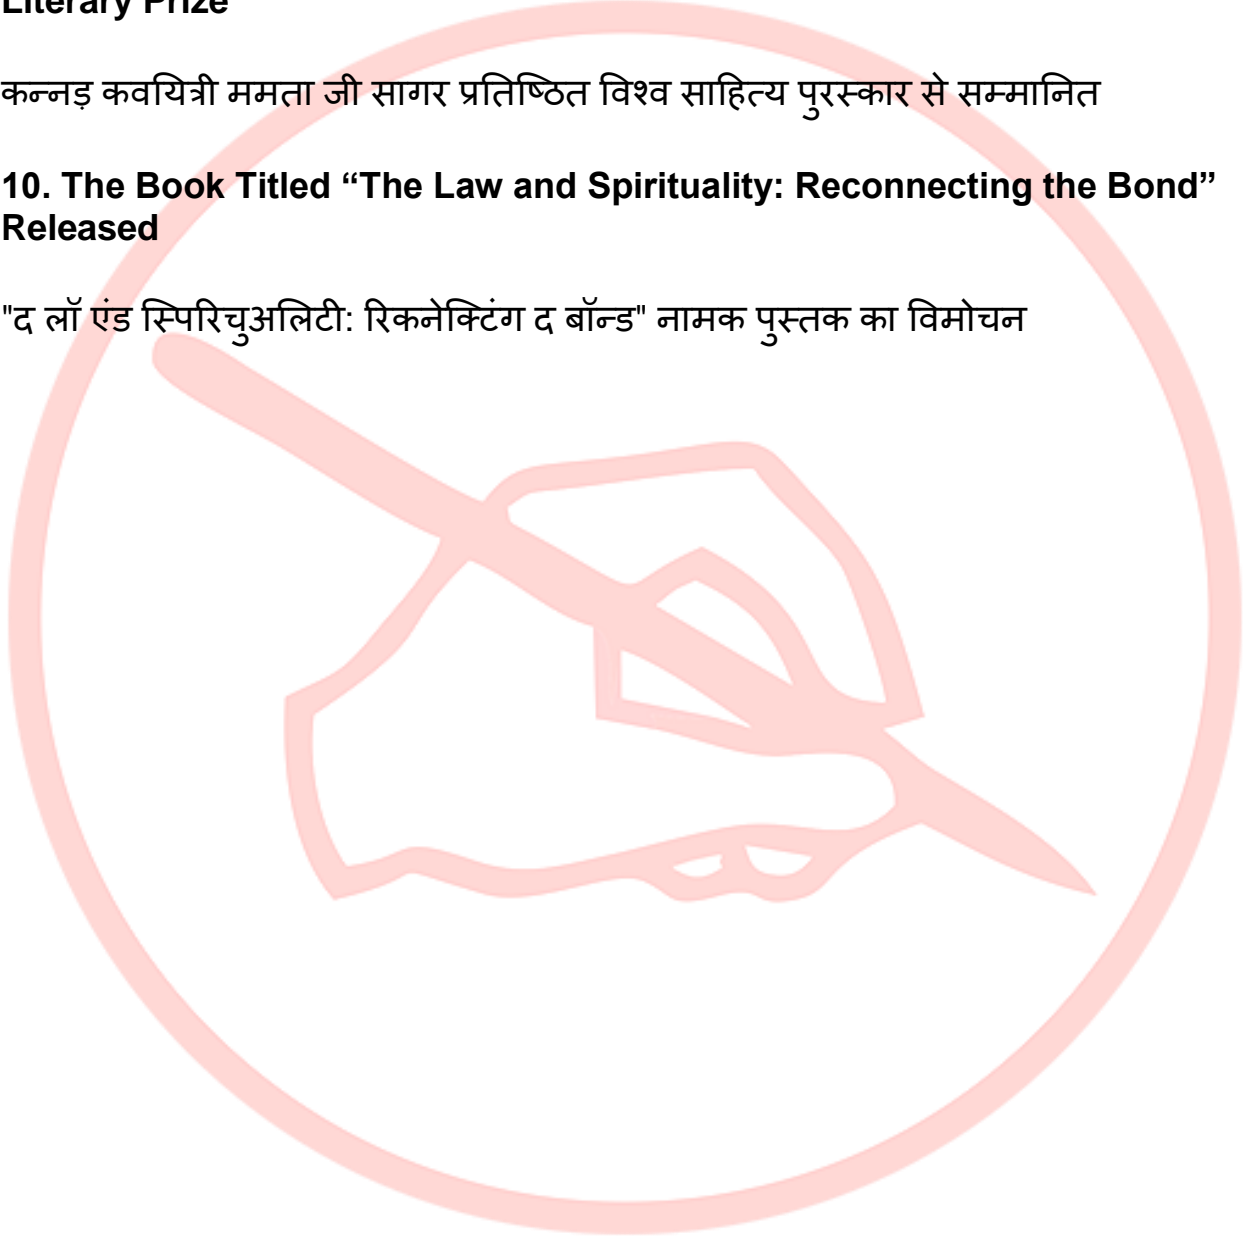 Literary Prize
कन्नड़ कवयित्री ममता जी सागर प्रतिष्ठित विश्व साहित्य पुरस्कार से सम्मानित
10. The Book Titled “The Law and Spirituality: Reconnecting the Bond”
Released
"द लॉ एंड स्पिरिचुअलिटी: रिकनेक्टिंग द बॉन्ड" नामक पुस्तक का विमोचन